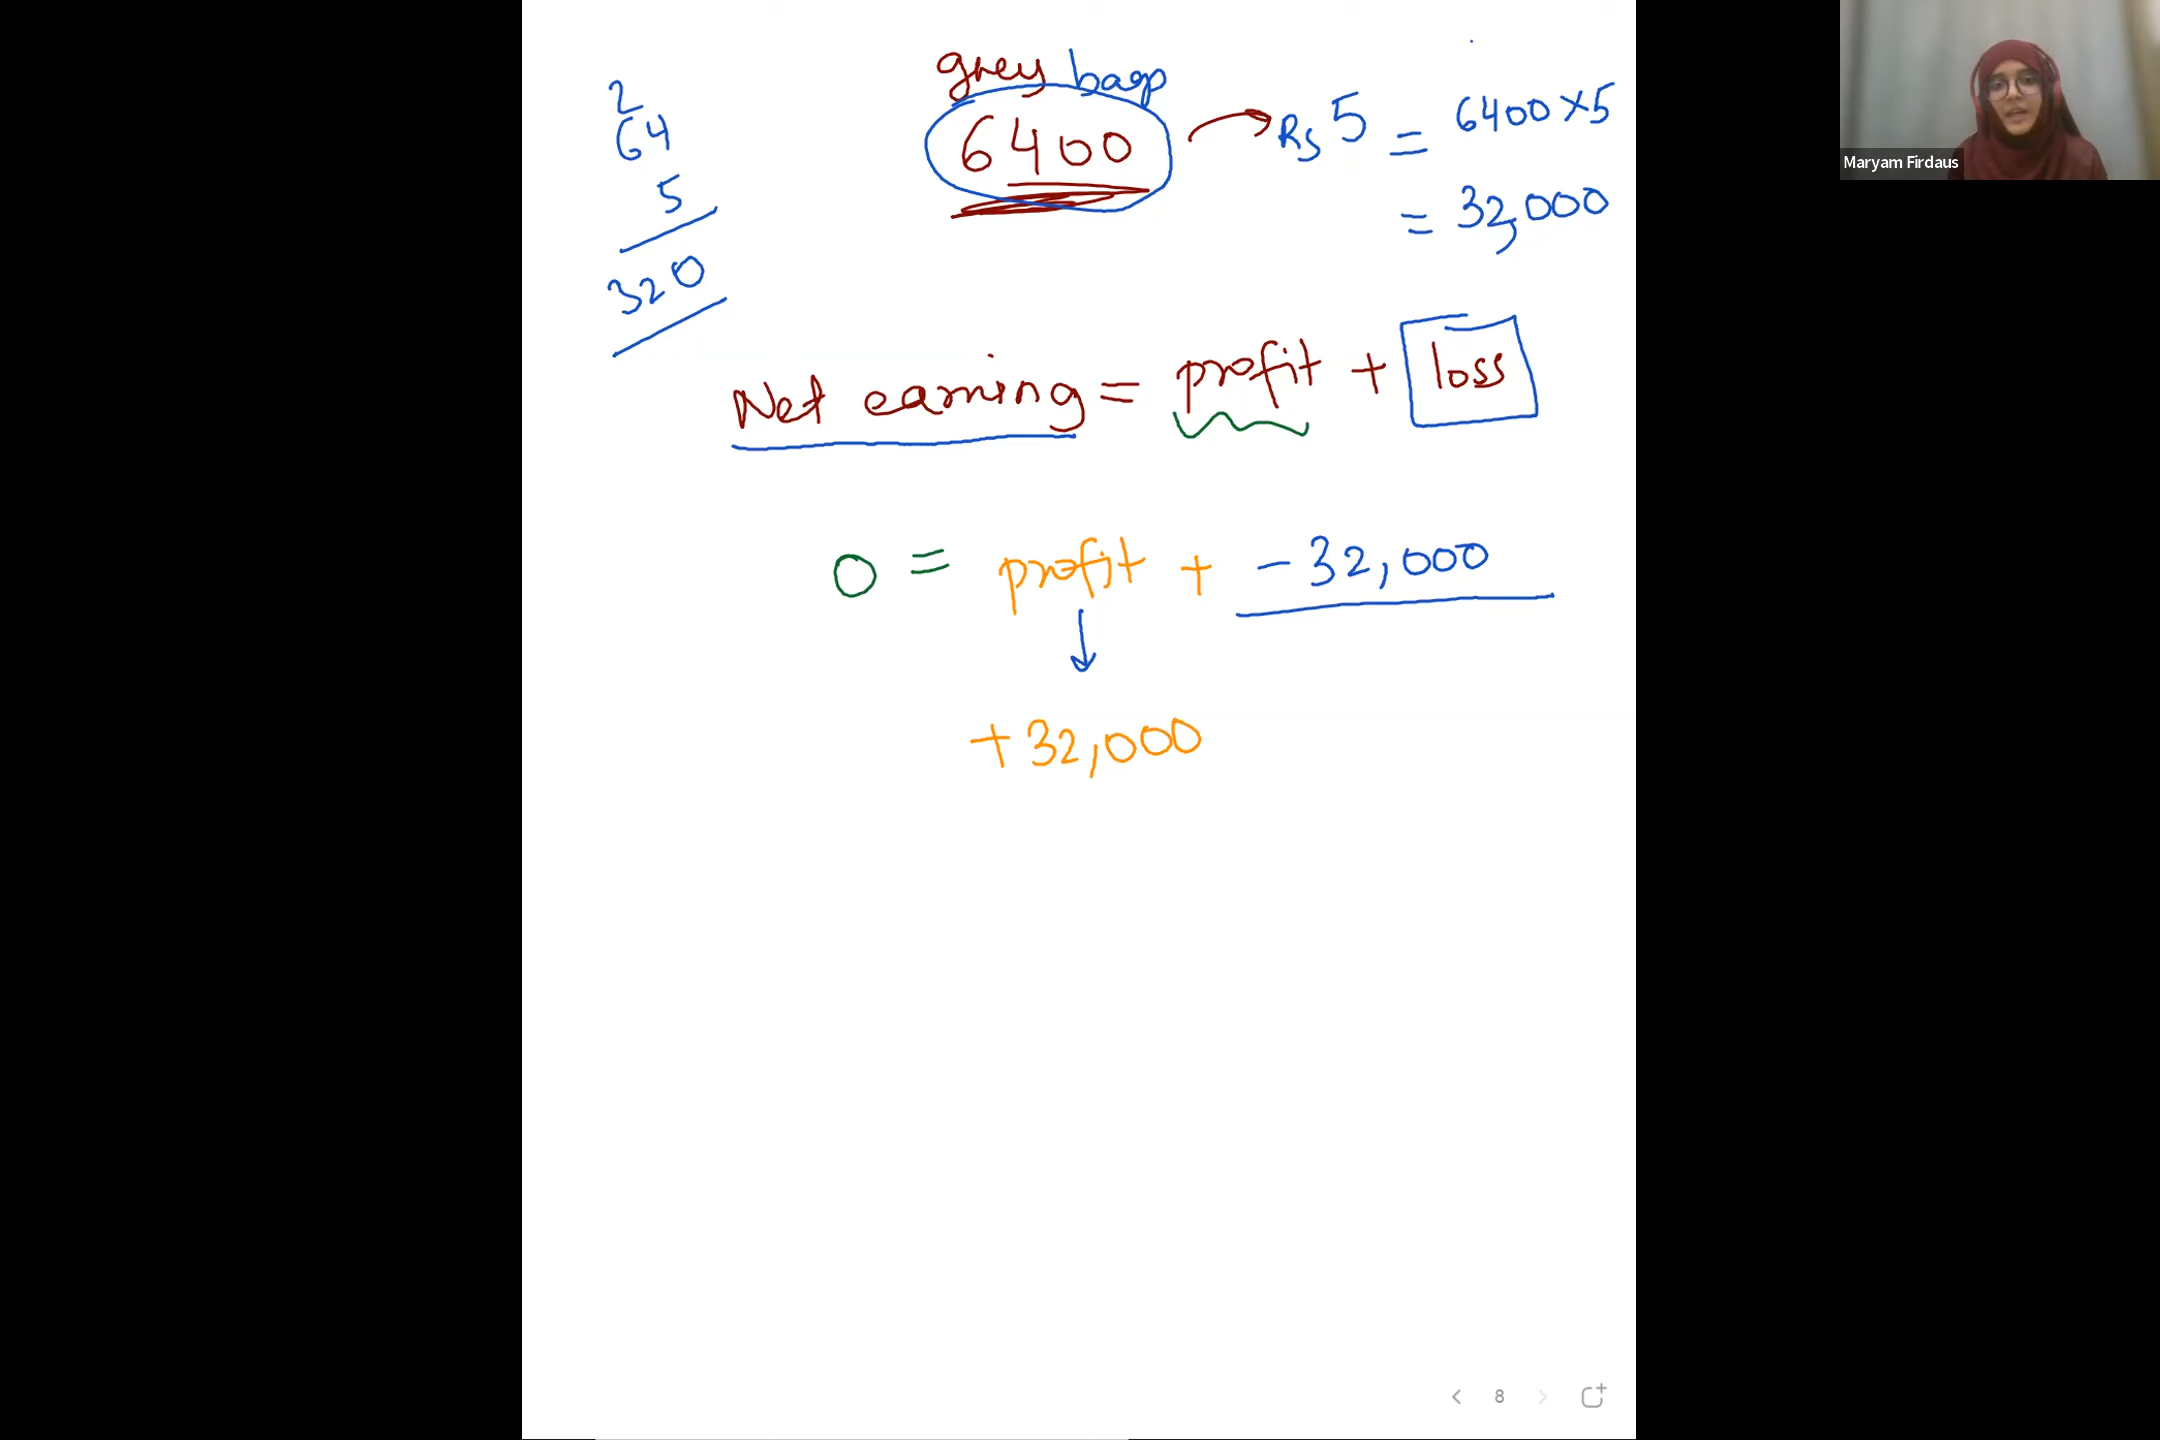 grey bags
6400 → Rs 5 = 6400 × 5
= 32,000
2
64
5
320
Net earning = profit + loss
0 = profit + - 32,000
↓
+ 32,000
Maryam Firdaus
8